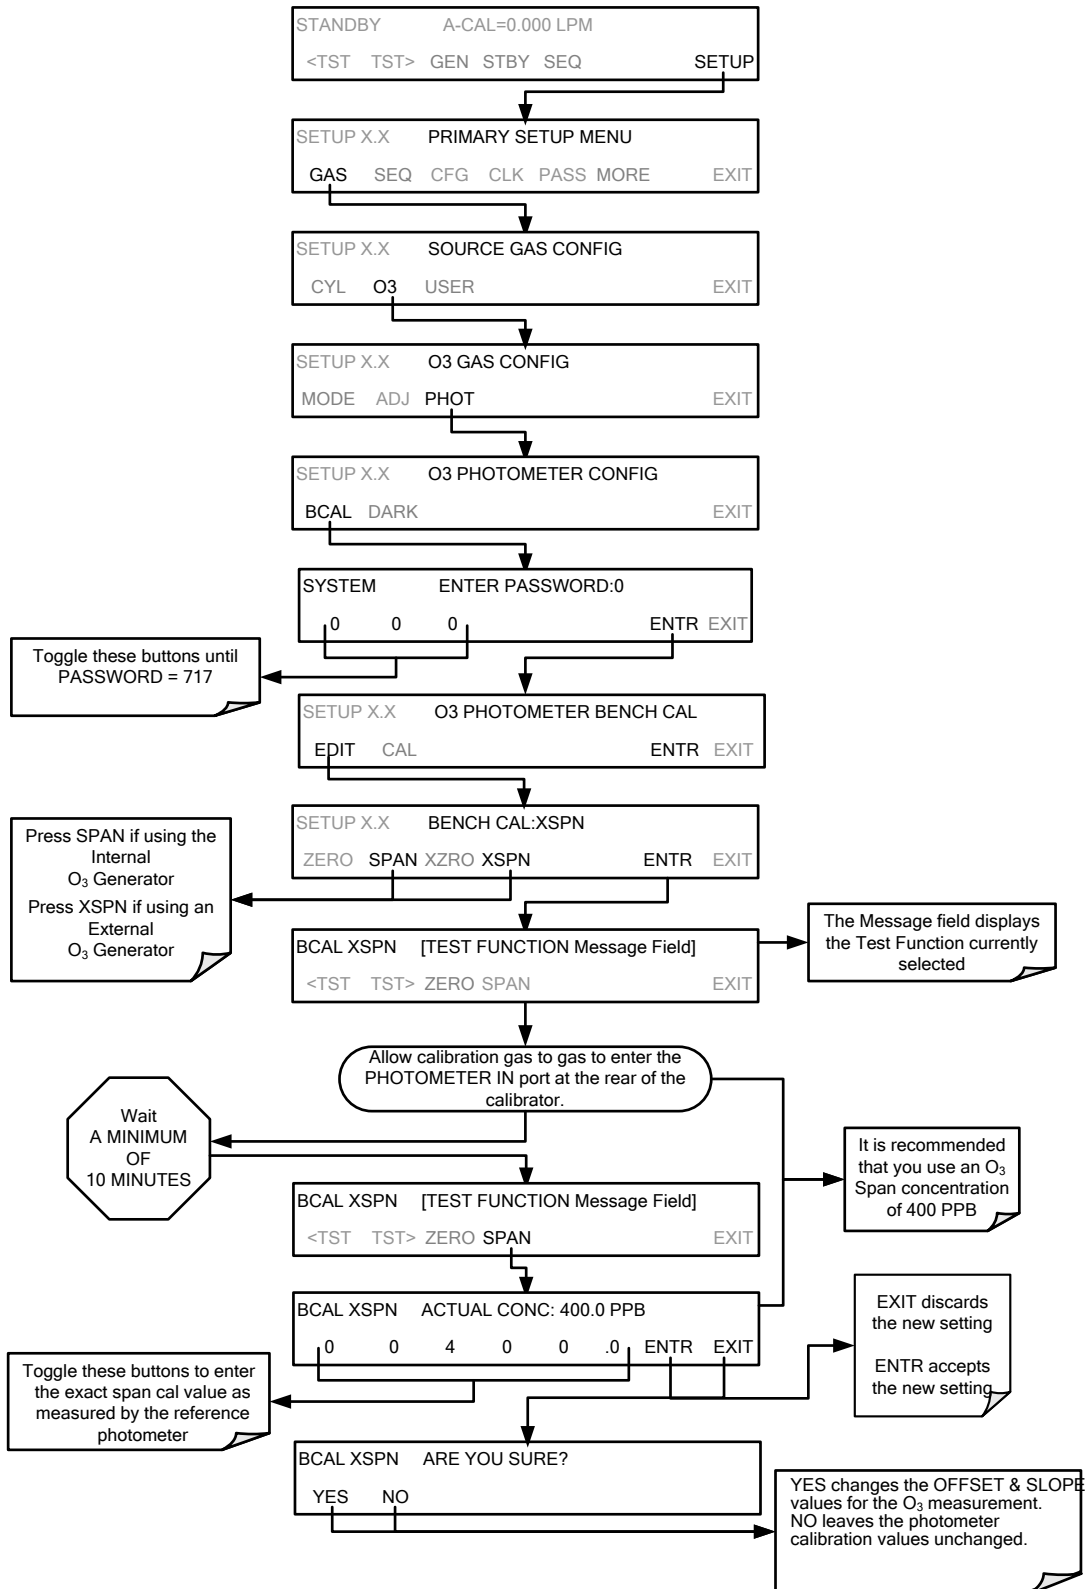 STANDBY A-CAL=0.000 LPM
<TST TST> GEN STBY SEQ SETUP
SETUP X.X PRIMARY SETUP MENU
GAS SEQ CFG CLK PASS MORE EXIT
SETUP X.X SOURCE GAS CONFIG
CYL O3 USER EXIT
SETUP X.X O3 GAS CONFIG
MODE ADJ PHOT EXIT
SETUP X.X O3 PHOTOMETER CONFIG
BCAL DARK EXIT
SYSTEM ENTER PASSWORD:0
0 0 0 ENTR EXIT
Toggle these buttons until
PASSWORD = 717
SETUP X.X O3 PHOTOMETER BENCH CAL
EDIT CAL ENTR EXIT
SETUP X.X BENCH CAL:XSPN
ZERO SPAN XZRO XSPN ENTR EXIT
Press SPAN if using the
Internal
O₃ Generator
Press XSPN if using an
External
O₃ Generator
BCAL XSPN [TEST FUNCTION Message Field]
<TST TST> ZERO SPAN EXIT
The Message field displays
the Test Function currently
selected
Allow calibration gas to gas to enter the
PHOTOMETER IN port at the rear of the
calibrator.
Wait
A MINIMUM
OF
10 MINUTES
It is recommended
that you use an O₃
Span concentration
of 400 PPB
BCAL XSPN [TEST FUNCTION Message Field]
<TST TST> ZERO SPAN EXIT
BCAL XSPN ACTUAL CONC: 400.0 PPB
0 0 4 0 0 .0 ENTR EXIT
EXIT discards
the new setting
ENTR accepts
the new setting
Toggle these buttons to enter
the exact span cal value as
measured by the reference
photometer
BCAL XSPN ARE YOU SURE?
YES NO
YES changes the OFFSET & SLOPE
values for the O₃ measurement.
NO leaves the photometer
calibration values unchanged.